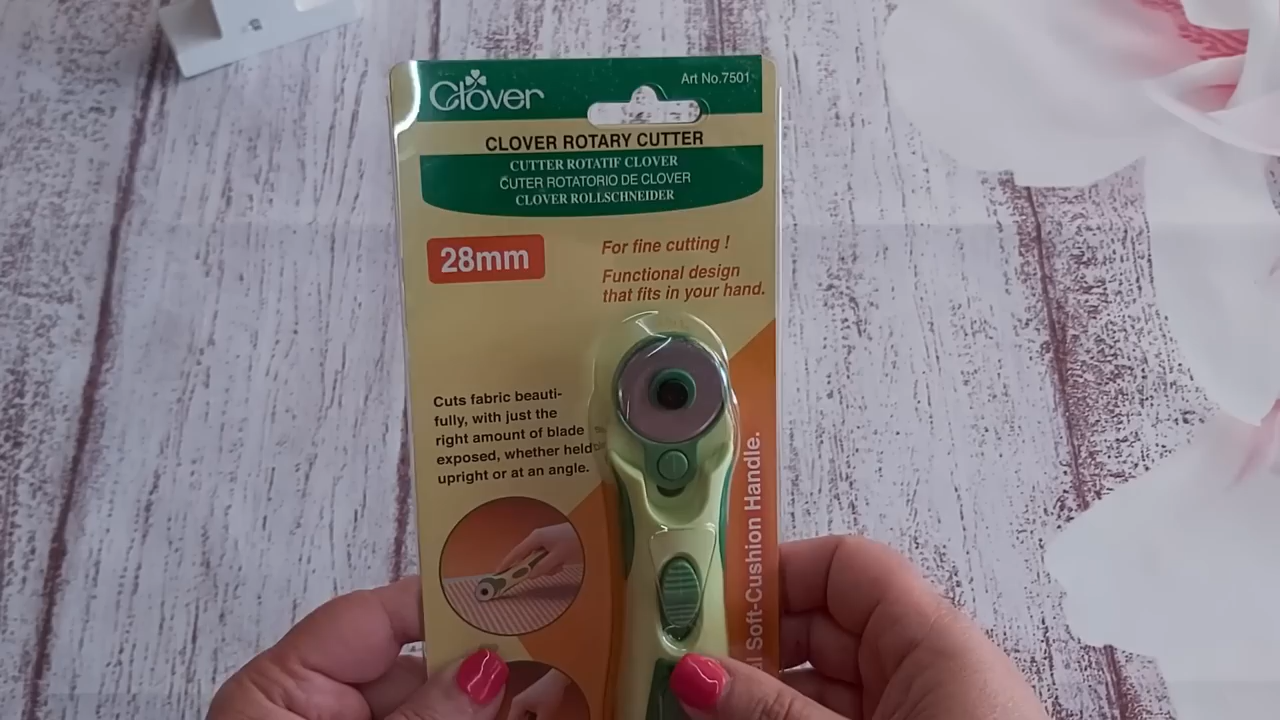 Clover
Art No.7501
CLOVER ROTARY CUTTER
CUTTER ROTATIF CLOVER
CUTER ROTATORIO DE CLOVER
CLOVER ROLLSCHNEIDER
28mm
For fine cutting !
Functional design
that fits in your hand.
Cuts fabric beauti-
fully, with just the
right amount of blade
exposed, whether held
upright or at an angle.
Soft-Cushion Handle.